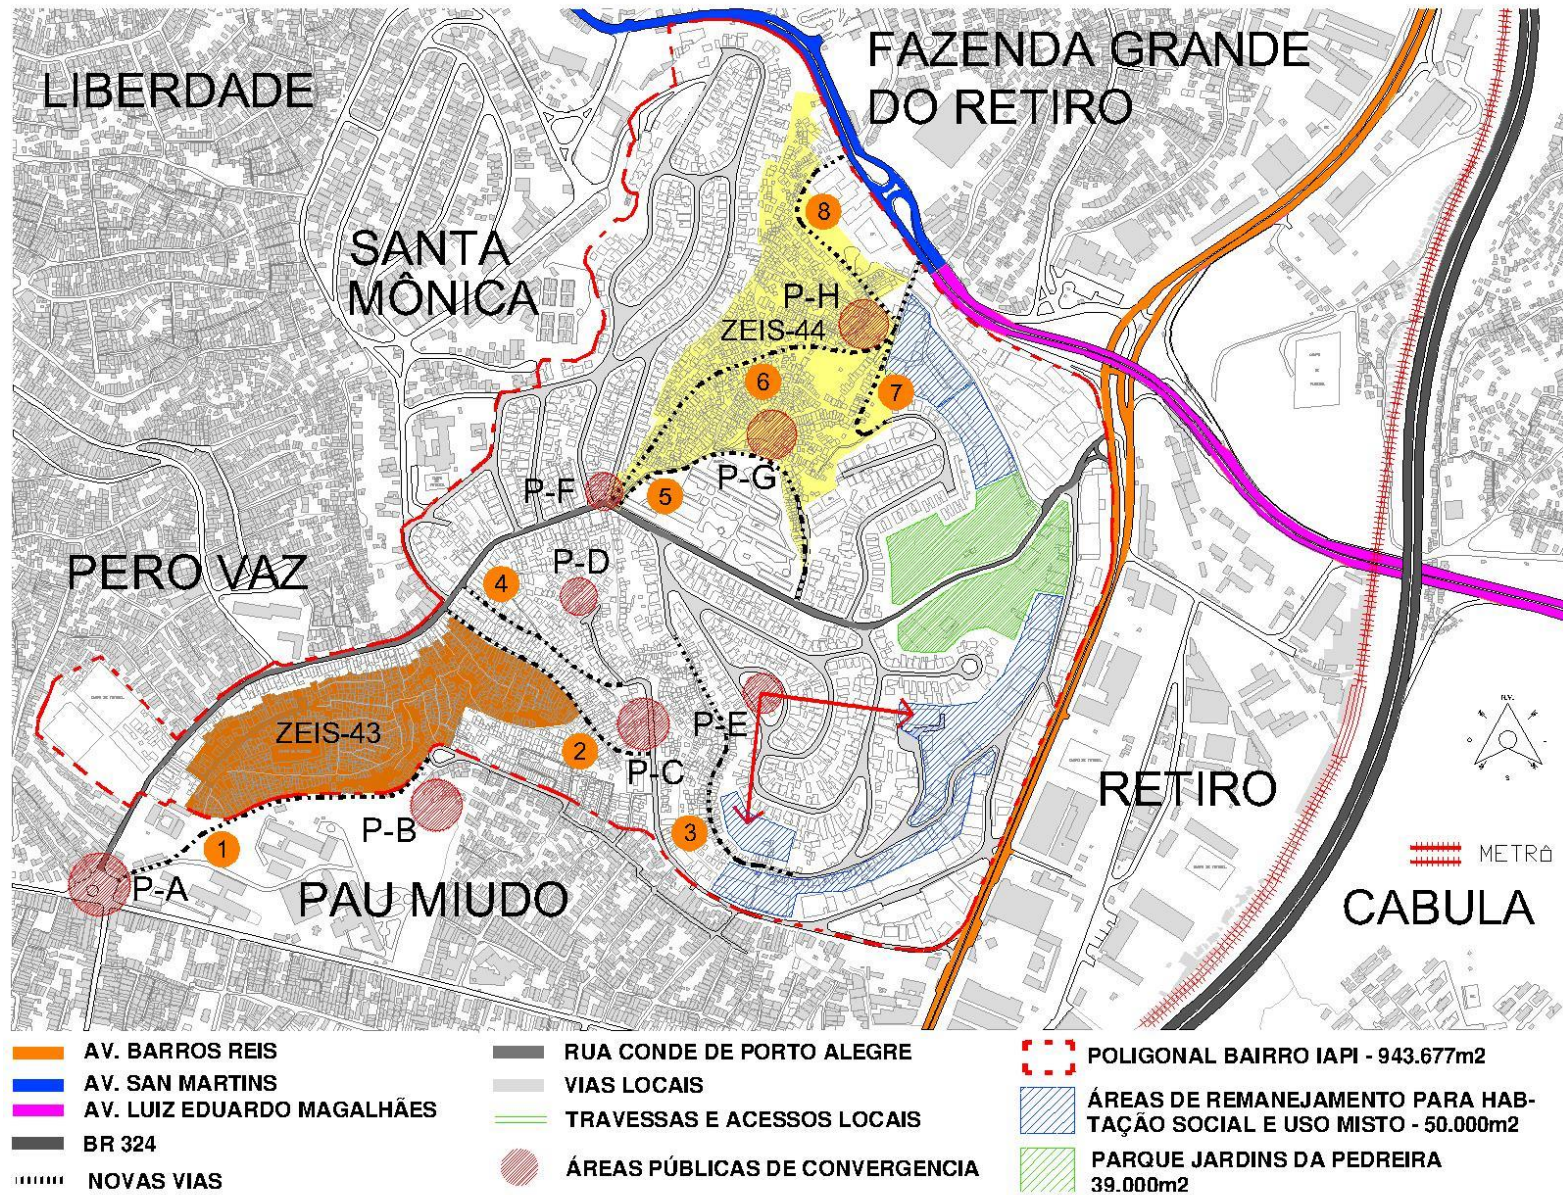 FAZENDA GRANDE
DO RETIRO
LIBERDADE
SANTA
MÔNICA
8
P-H
ZEIS-44
6
7
P-G
P-F
5
PERO VAZ
P-D
4
ZEIS-43
P-E
2
P-C
RETIRO
P-B
3
1
METRÔ
P-A
PAU MIUDO
CABULA
AV. BARROS REIS
AV. SAN MARTINS
AV. LUIZ EDUARDO MAGALHÃES
BR 324
NOVAS VIAS
RUA CONDE DE PORTO ALEGRE
VIAS LOCAIS
TRAVESSAS E ACESSOS LOCAIS
ÁREAS PÚBLICAS DE CONVERGENCIA
POLIGONAL BAIRRO IAPI - 943.677m2
ÁREAS DE REMANEJAMENTO PARA HAB-
TAÇÃO SOCIAL E USO MISTO - 50.000m2
PARQUE JARDINS DA PEDREIRA
39.000m2